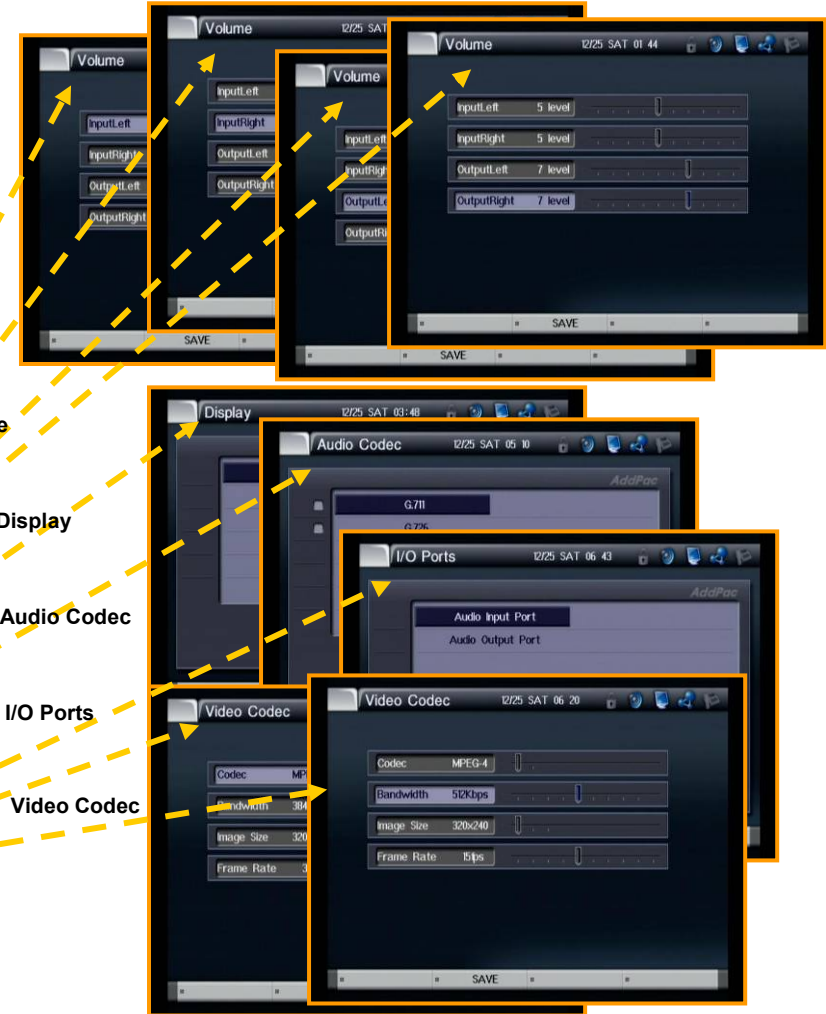 Volume
InputLeft
InputRight
OutputLeft
OutputRight
SAVE
Volume
12/25 SAT
InputLeft
InputRight
OutputLeft
OutputRight
Volume
InputLeft
SAVE
Volume
12/25 SAT 01 44
InputLeft 5 level
InputRight 5 level
OutputLeft 7 level
OutputRight 7 level
SAVE
Display
Audio Codec
I/O Ports
Video Codec
Display
12/25 SAT 03:48
Audio Codec
12/25 SAT 05 10
AddPac
G.711
G.726
I/O Ports
12/25 SAT 06 43
AddPac
Audio Input Port
Audio Output Port
Video Codec
Codec
Bandwidth 384
Image Size 320
Frame Rate
Video Codec
12/25 SAT 06 20
Codec MPEG-4
Bandwidth 512Kbps
Image Size 320x240
Frame Rate 15fps
SAVE